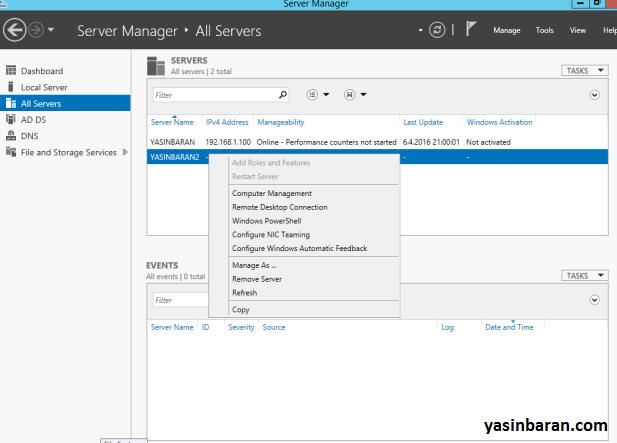 Server Manager
Server Manager ▸ All Servers
Manage Tools View Help
Dashboard
Local Server
All Servers
AD DS
DNS
File and Storage Services
SERVERS
All servers | 2 total
TASKS
Filter
Server Name IPv4 Address Manageability Last Update Windows Activation
YASINBARAN 192.168.1.100 Online - Performance counters not started 6.4.2016 21:00:01 Not activated
YASINBARAN2 - - -
Add Roles and Features
Restart Server
Computer Management
Remote Desktop Connection
Windows PowerShell
Configure NIC Teaming
Configure Windows Automatic Feedback
Manage As ...
Remove Server
Refresh
Copy
EVENTS
All events | 0 total
TASKS
Filter
Server Name ID Severity Source Log Date and Time
yasinbaran.com